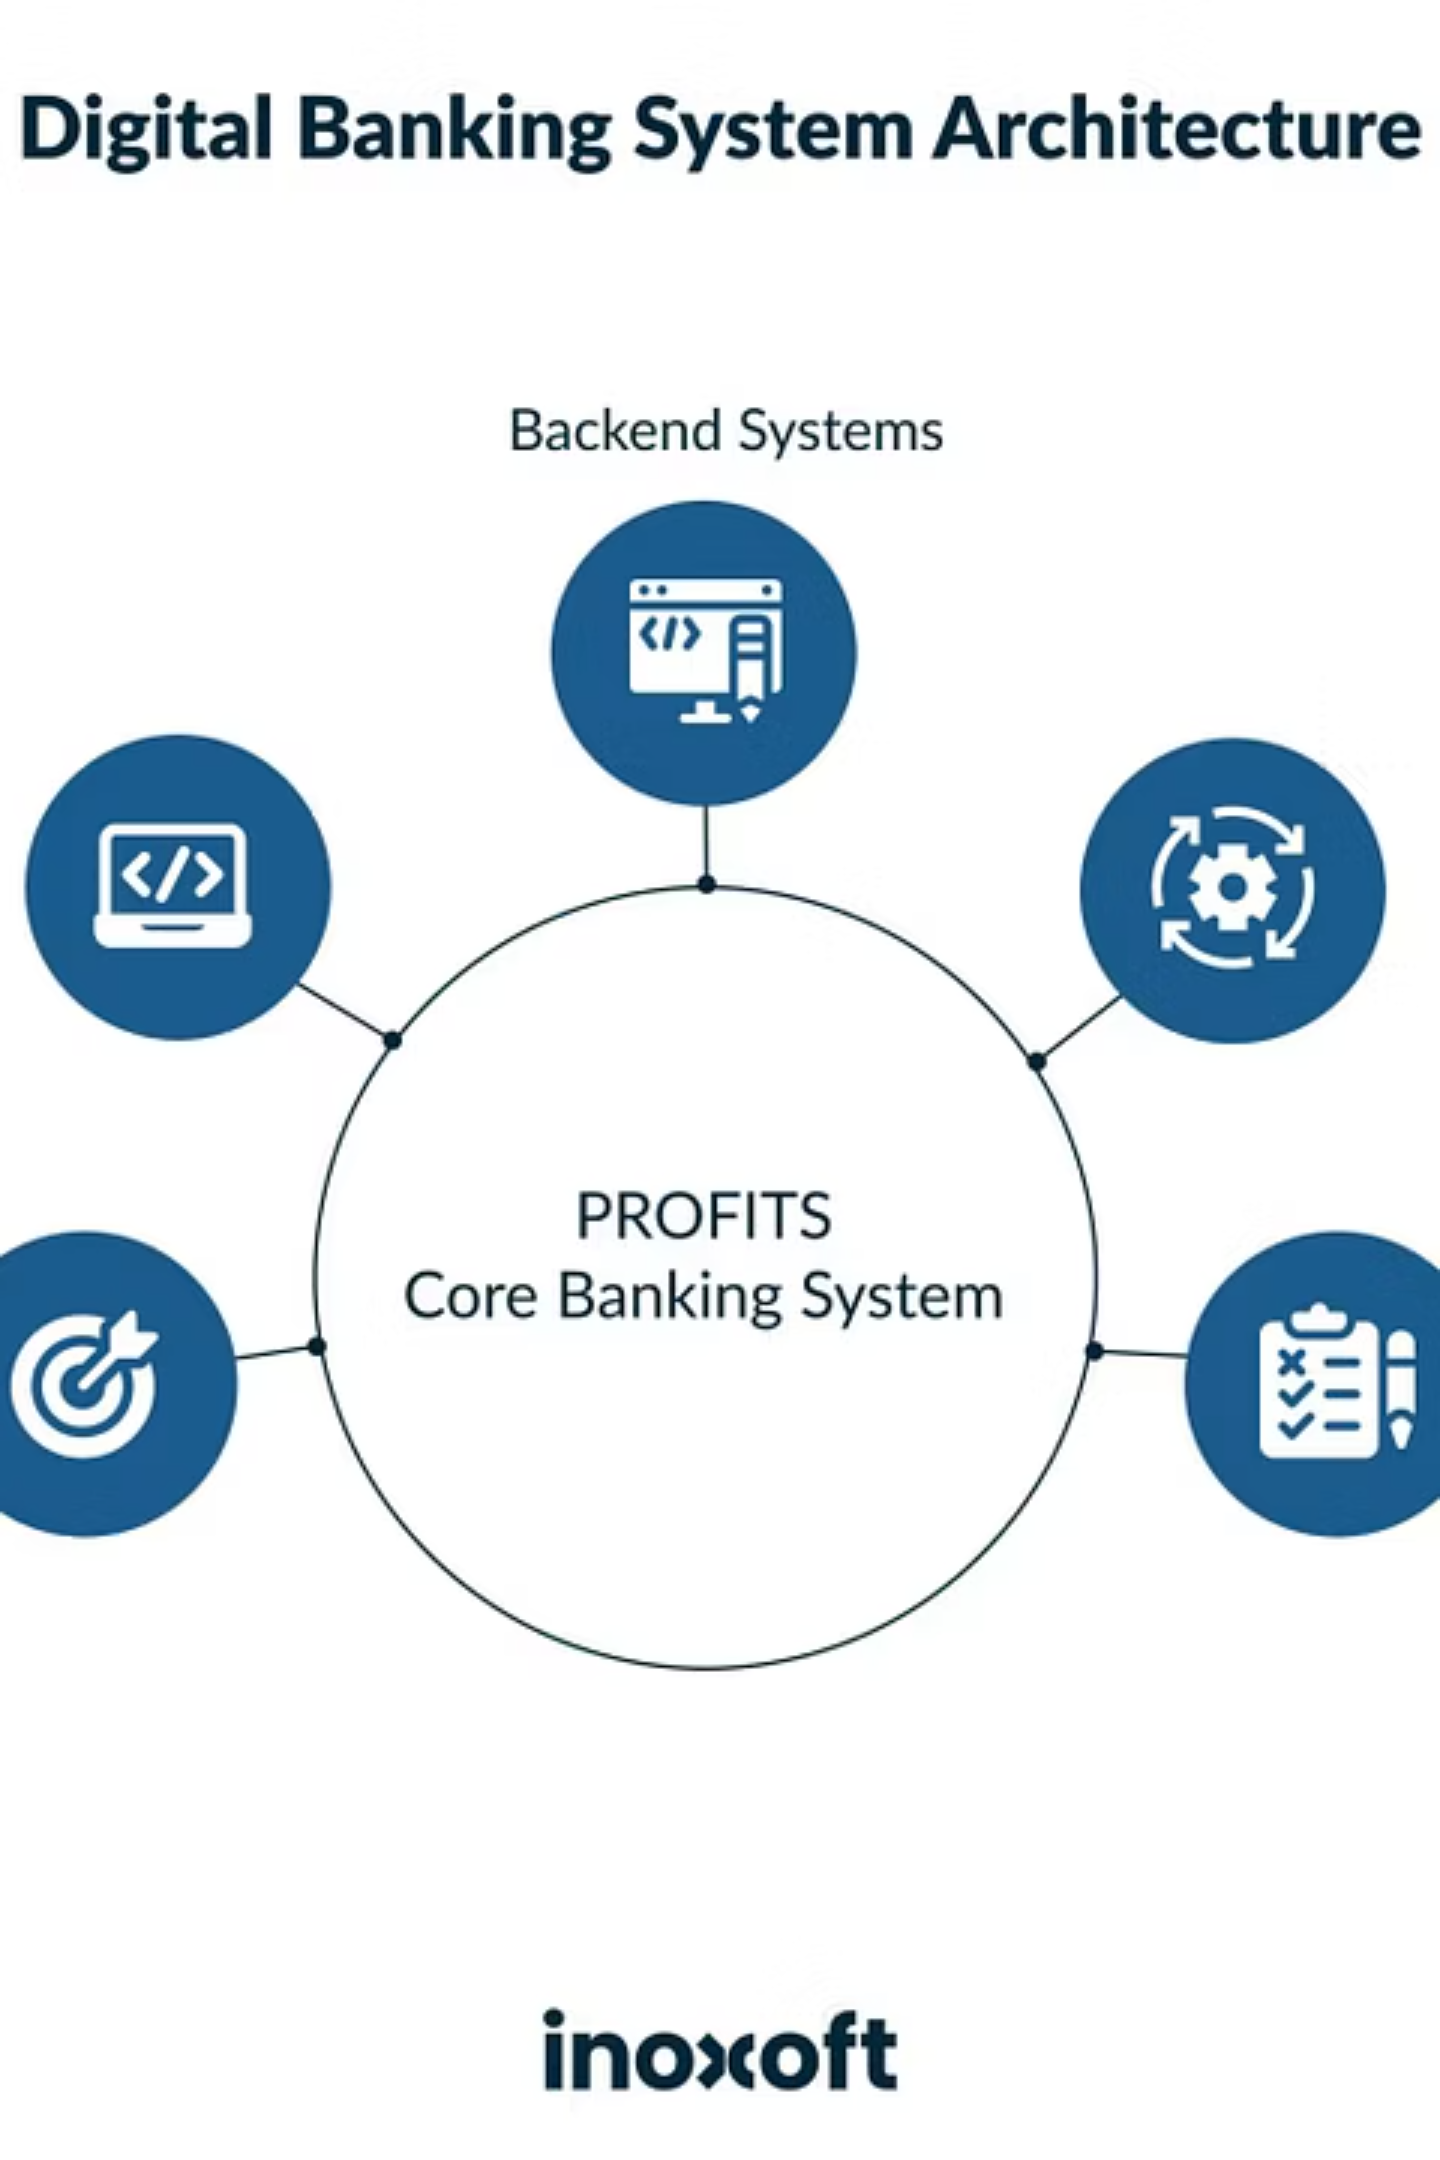 Digital Banking System Architecture
Backend Systems
</>
</>
PROFITS
Core Banking System
inoxoft